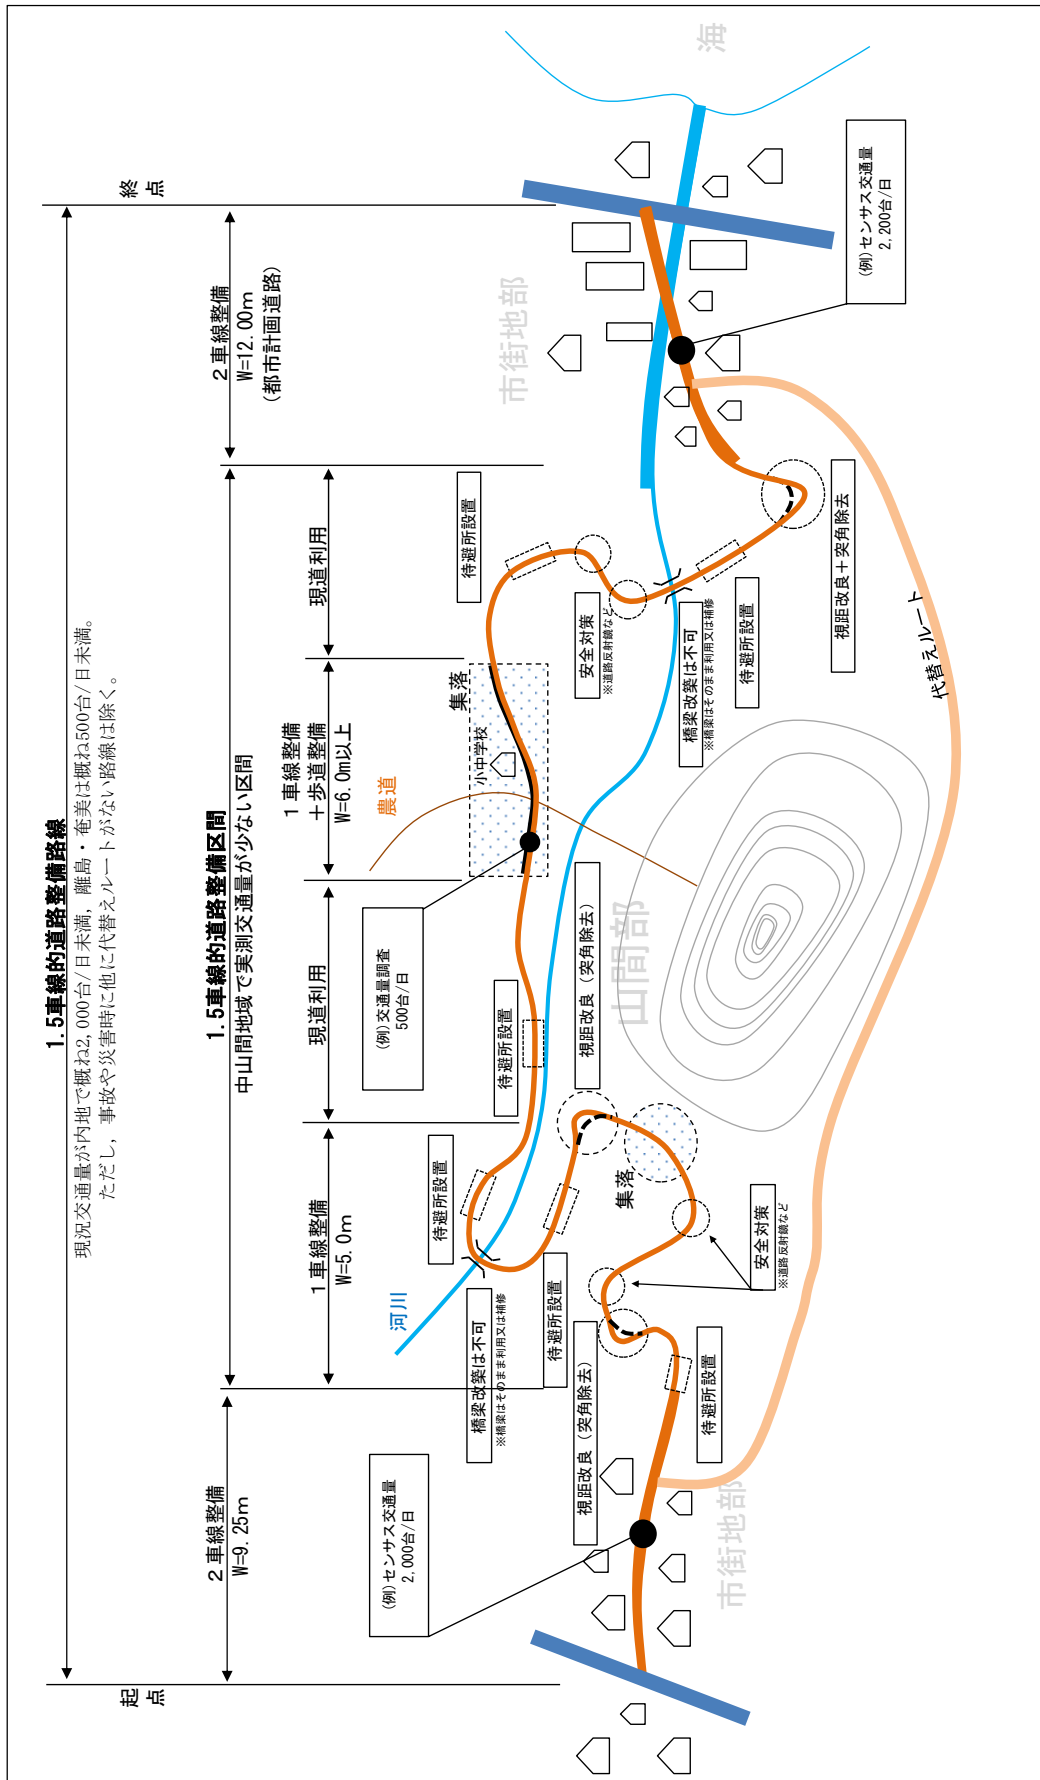 1.5車線的道路整備路線
現況交通量が内地で概ね2,000台/日未満，離島・奄美は概ね500台/日未満。
ただし，事故や災害時に他に代替えルートがない路線は除く。
起点
終点
2車線整備
W=9.25m
1.5車線的道路整備区間
中山間地域で実測交通量が少ない区間
2車線整備
W=12.00m
(都市計画道路)
1車線整備
W=5.0m
現道利用
1車線整備
＋歩道整備
W=6.0m以上
現道利用
(例)センサス交通量
2,000台/日
河川
橋梁改築は不可
※橋梁はそのまま利用又は補修
待避所設置
待避所設置
(例)交通量調査
500台/日
農道
集落
小中学校
待避所設置
市街地部
海
待避所設置
視距改良（突角除去）
視距改良（突角除去）
集落
山間部
安全対策
※道路反射鏡など
橋梁改築は不可
※橋梁はそのまま利用又は補修
待避所設置
待避所設置
安全対策
※道路反射鏡など
視距改良＋突角除去
(例)センサス交通量
2,200台/日
市街地部
代替えルート